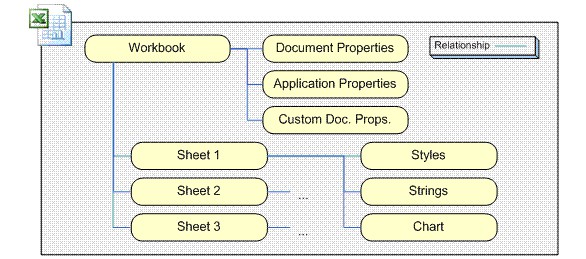 Workbook
Document Properties
Relationship
Application Properties
Custom Doc. Props.
Sheet 1
Styles
Sheet 2
...
Strings
Sheet 3
...
Chart